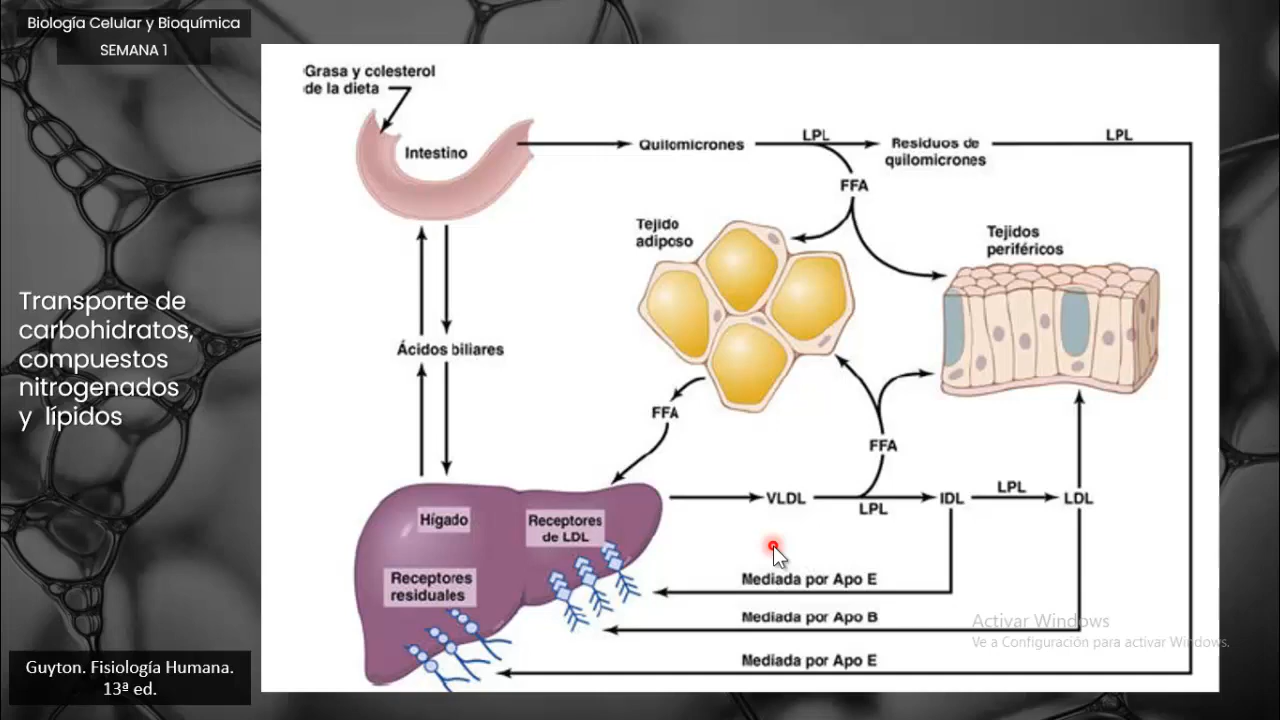 Biología Celular y Bioquímica
SEMANA 1
Grasa y colesterol
de la dieta
Intestino
Quilomicrones
LPL
Residuos de
quilomicrones
LPL
FFA
Tejido
adiposo
Tejidos
periféricos
Transporte de
carbohidratos,
compuestos
nitrogenados
y lípidos
Ácidos biliares
FFA
FFA
VLDL
LPL
IDL
LPL
LDL
Hígado
Receptores
de LDL
Receptores
residuales
Mediada por Apo E
Mediada por Apo B
Mediada por Apo E
Activar Windows
Ve a Configuración para activar Windows.
Guyton. Fisiología Humana.
13ª ed.